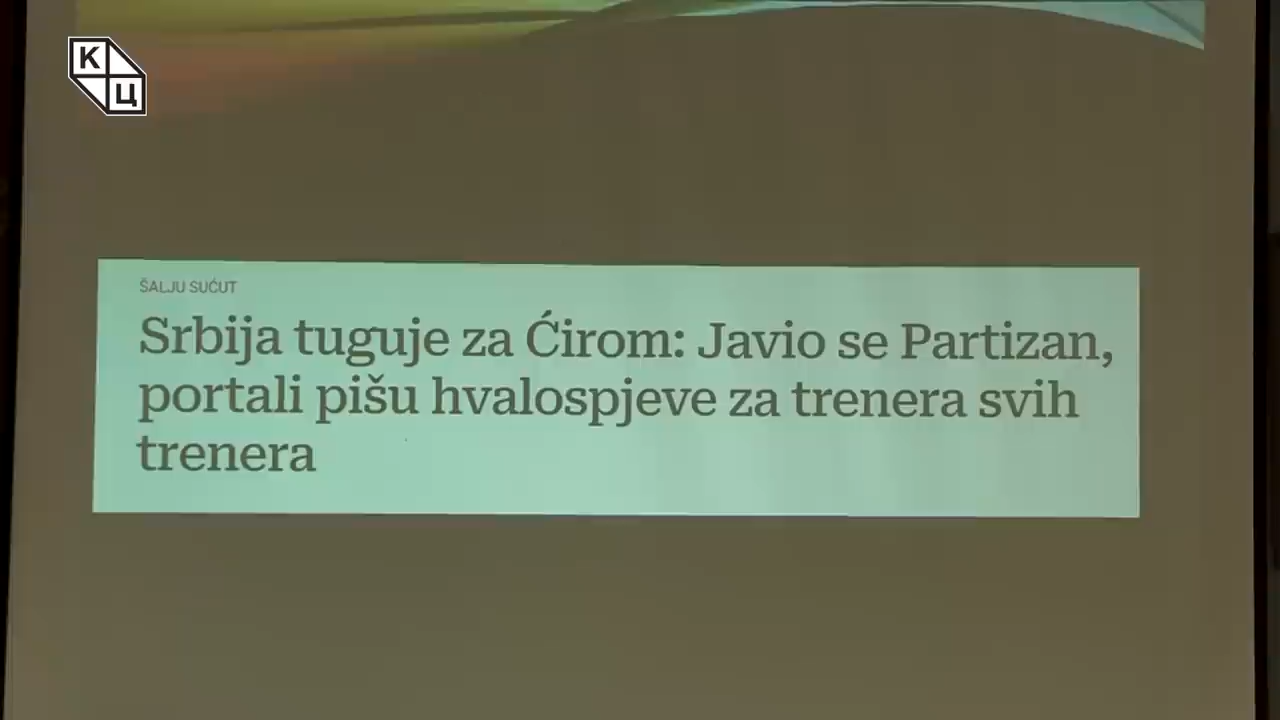 К
Ц
ŠALJU SUĆUT
Srbija tuguje za Ćirom: Javio se Partizan,
portali pišu hvalospjeve za trenera svih
trenera